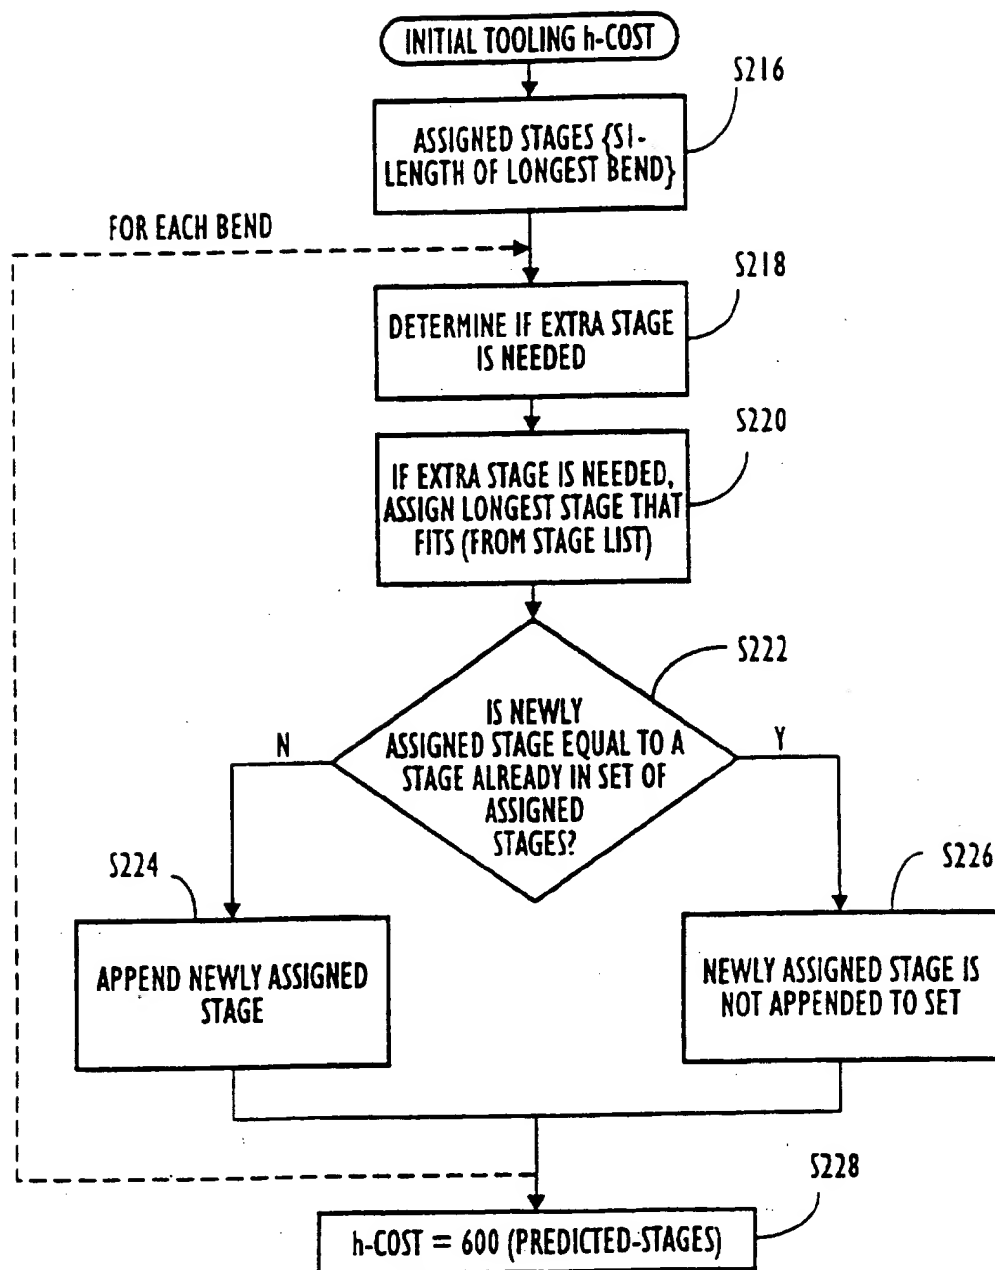 INITIAL TOOLING h-COST
S216
ASSIGNED STAGES {S1-
LENGTH OF LONGEST BEND}
FOR EACH BEND
S218
DETERMINE IF EXTRA STAGE
IS NEEDED
S220
IF EXTRA STAGE IS NEEDED,
ASSIGN LONGEST STAGE THAT
FITS (FROM STAGE LIST)
S222
IS NEWLY
ASSIGNED STAGE EQUAL TO A
STAGE ALREADY IN SET OF
ASSIGNED
STAGES?
N
Y
S224
APPEND NEWLY ASSIGNED
STAGE
S226
NEWLY ASSIGNED STAGE IS
NOT APPENDED TO SET
S228
h-COST = 600 (PREDICTED-STAGES)